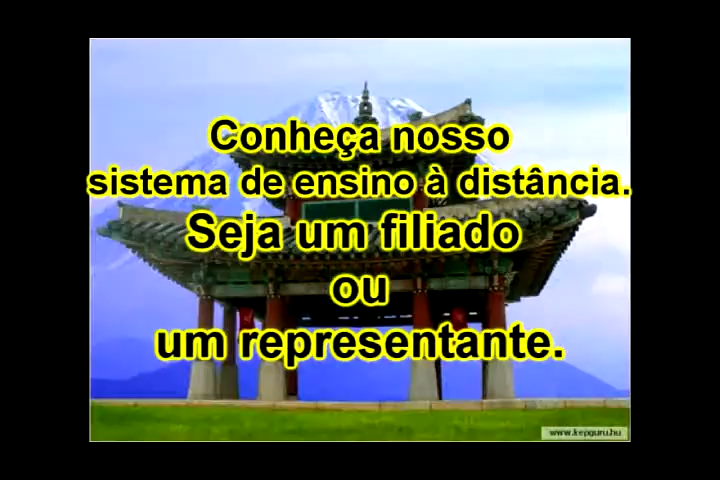 Conheça nosso
sistema de ensino à distância.
Seja um filiado
ou
um representante.
www.kepguru.hu